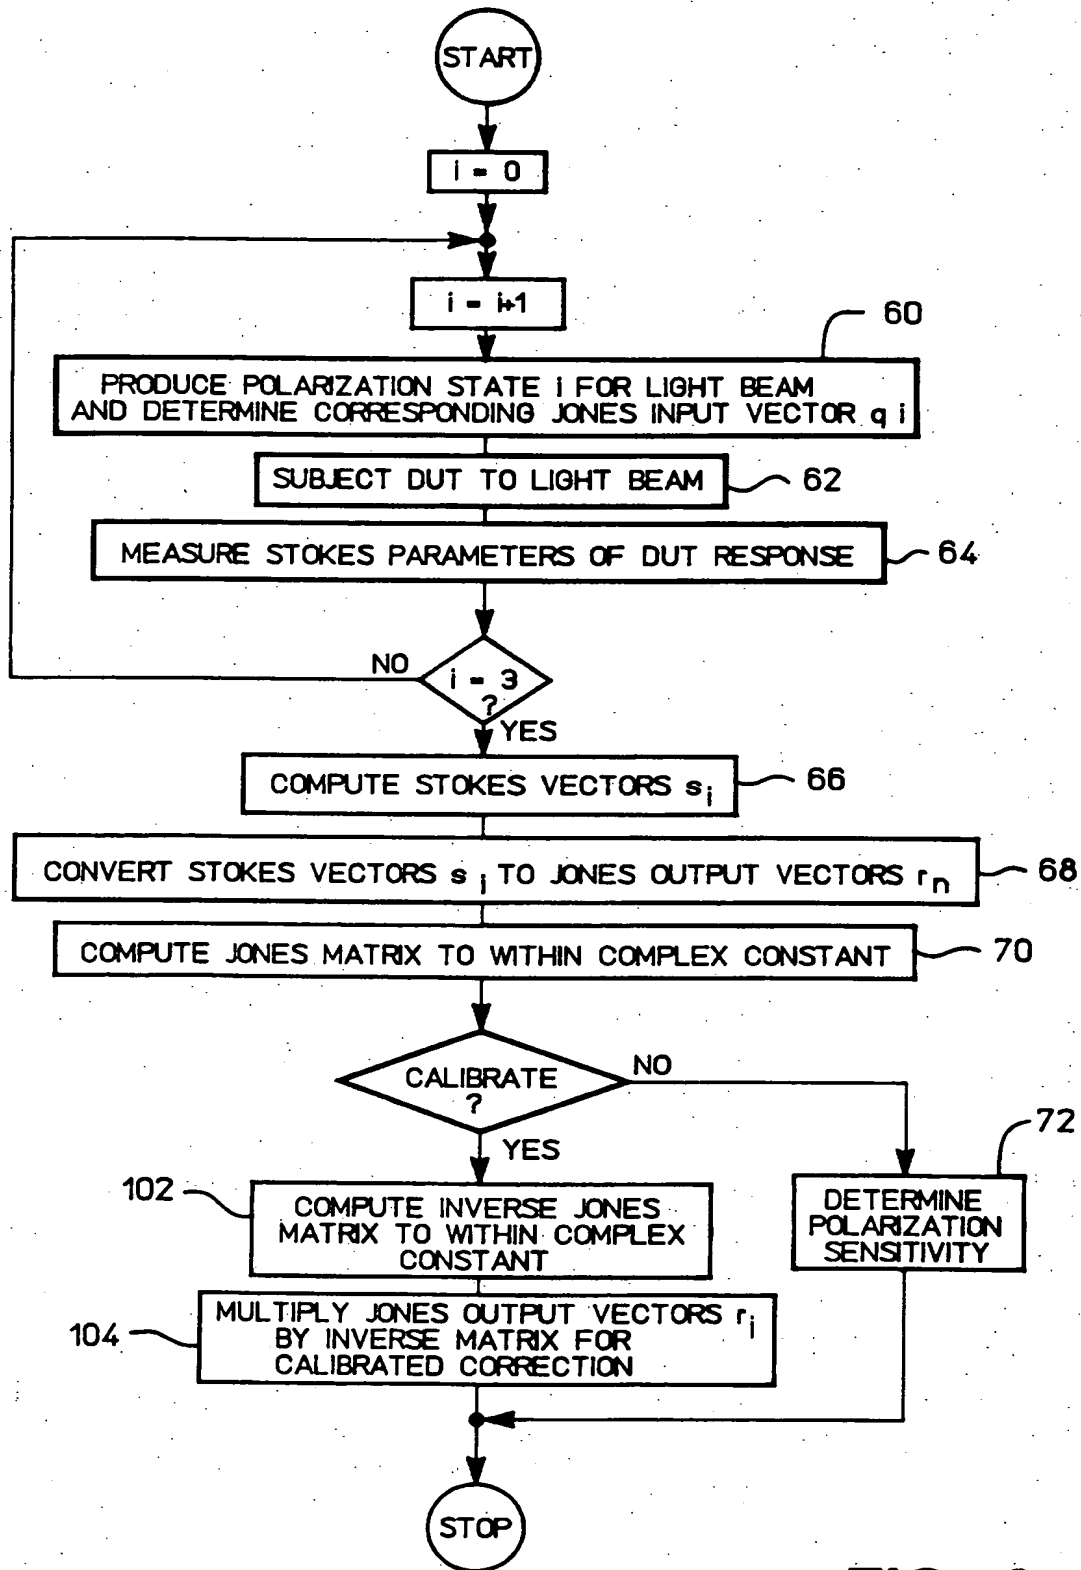 START
i = 0
i = i+1
60
PRODUCE POLARIZATION STATE i FOR LIGHT BEAM
AND DETERMINE CORRESPONDING JONES INPUT VECTOR q i
SUBJECT DUT TO LIGHT BEAM
62
MEASURE STOKES PARAMETERS OF DUT RESPONSE
64
NO
i = 3
?
YES
COMPUTE STOKES VECTORS si
66
CONVERT STOKES VECTORS si TO JONES OUTPUT VECTORS rn
68
COMPUTE JONES MATRIX TO WITHIN COMPLEX CONSTANT
70
CALIBRATE
?
NO
YES
72
102
COMPUTE INVERSE JONES
MATRIX TO WITHIN COMPLEX
CONSTANT
DETERMINE
POLARIZATION
SENSITIVITY
104
MULTIPLY JONES OUTPUT VECTORS ri
BY INVERSE MATRIX FOR
CALIBRATED CORRECTION
STOP